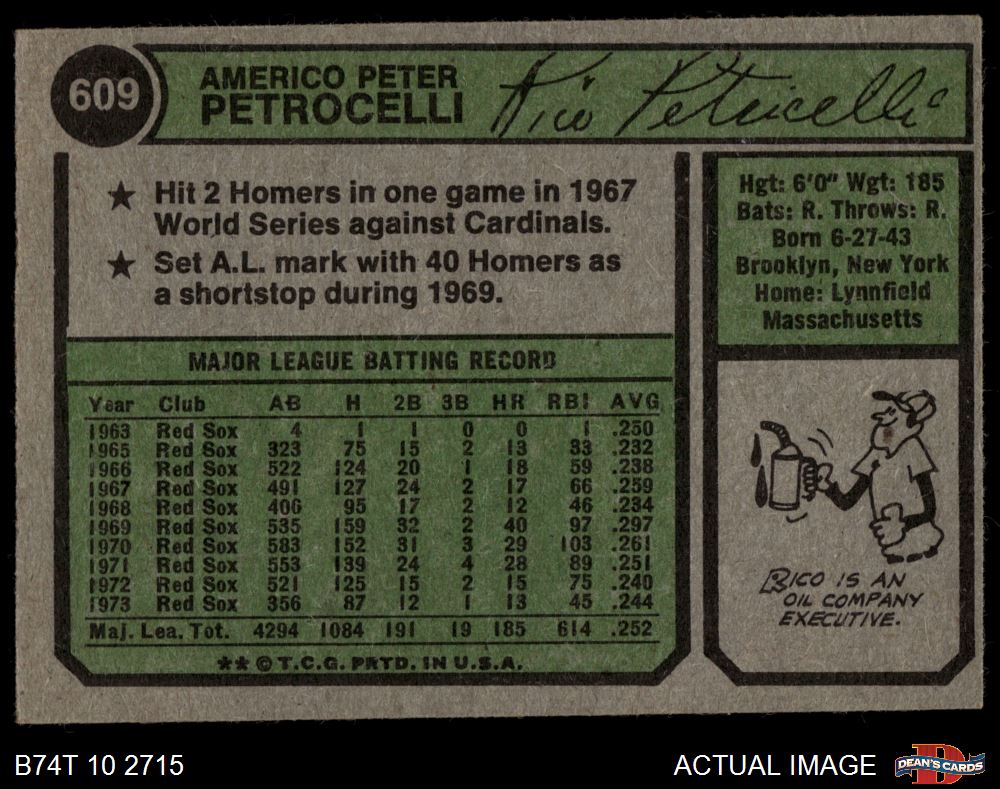 609
AMERICO PETER
PETROCELLI
Rico Petrocelli
★ Hit 2 Homers in one game in 1967
World Series against Cardinals.
★ Set A.L. mark with 40 Homers as
a shortstop during 1969.
Hgt: 6'0" Wgt: 185
Bats: R. Throws: R.
Born 6-27-43
Brooklyn, New York
Home: Lynnfield
Massachusetts
MAJOR LEAGUE BATTING RECORD
Year Club AB H 2B 3B HR RBI AVG
1963 Red Sox 4 1 1 0 0 1 .250
1965 Red Sox 323 75 15 2 13 33 .232
1966 Red Sox 522 124 20 1 18 59 .238
1967 Red Sox 491 127 24 2 17 66 .259
1968 Red Sox 406 95 17 2 12 46 .234
1969 Red Sox 535 159 32 2 40 97 .297
1970 Red Sox 583 152 31 3 29 103 .261
1971 Red Sox 553 139 24 4 28 89 .251
1972 Red Sox 521 125 15 2 15 75 .240
1973 Red Sox 356 87 12 1 13 45 .244
Maj. Lea. Tot. 4294 1084 191 19 185 614 .252
** © T.C.G. PRTD. IN U.S.A.
RICO IS AN
OIL COMPANY
EXECUTIVE.
B74T 10 2715
ACTUAL IMAGE
DEAN'S CARDS